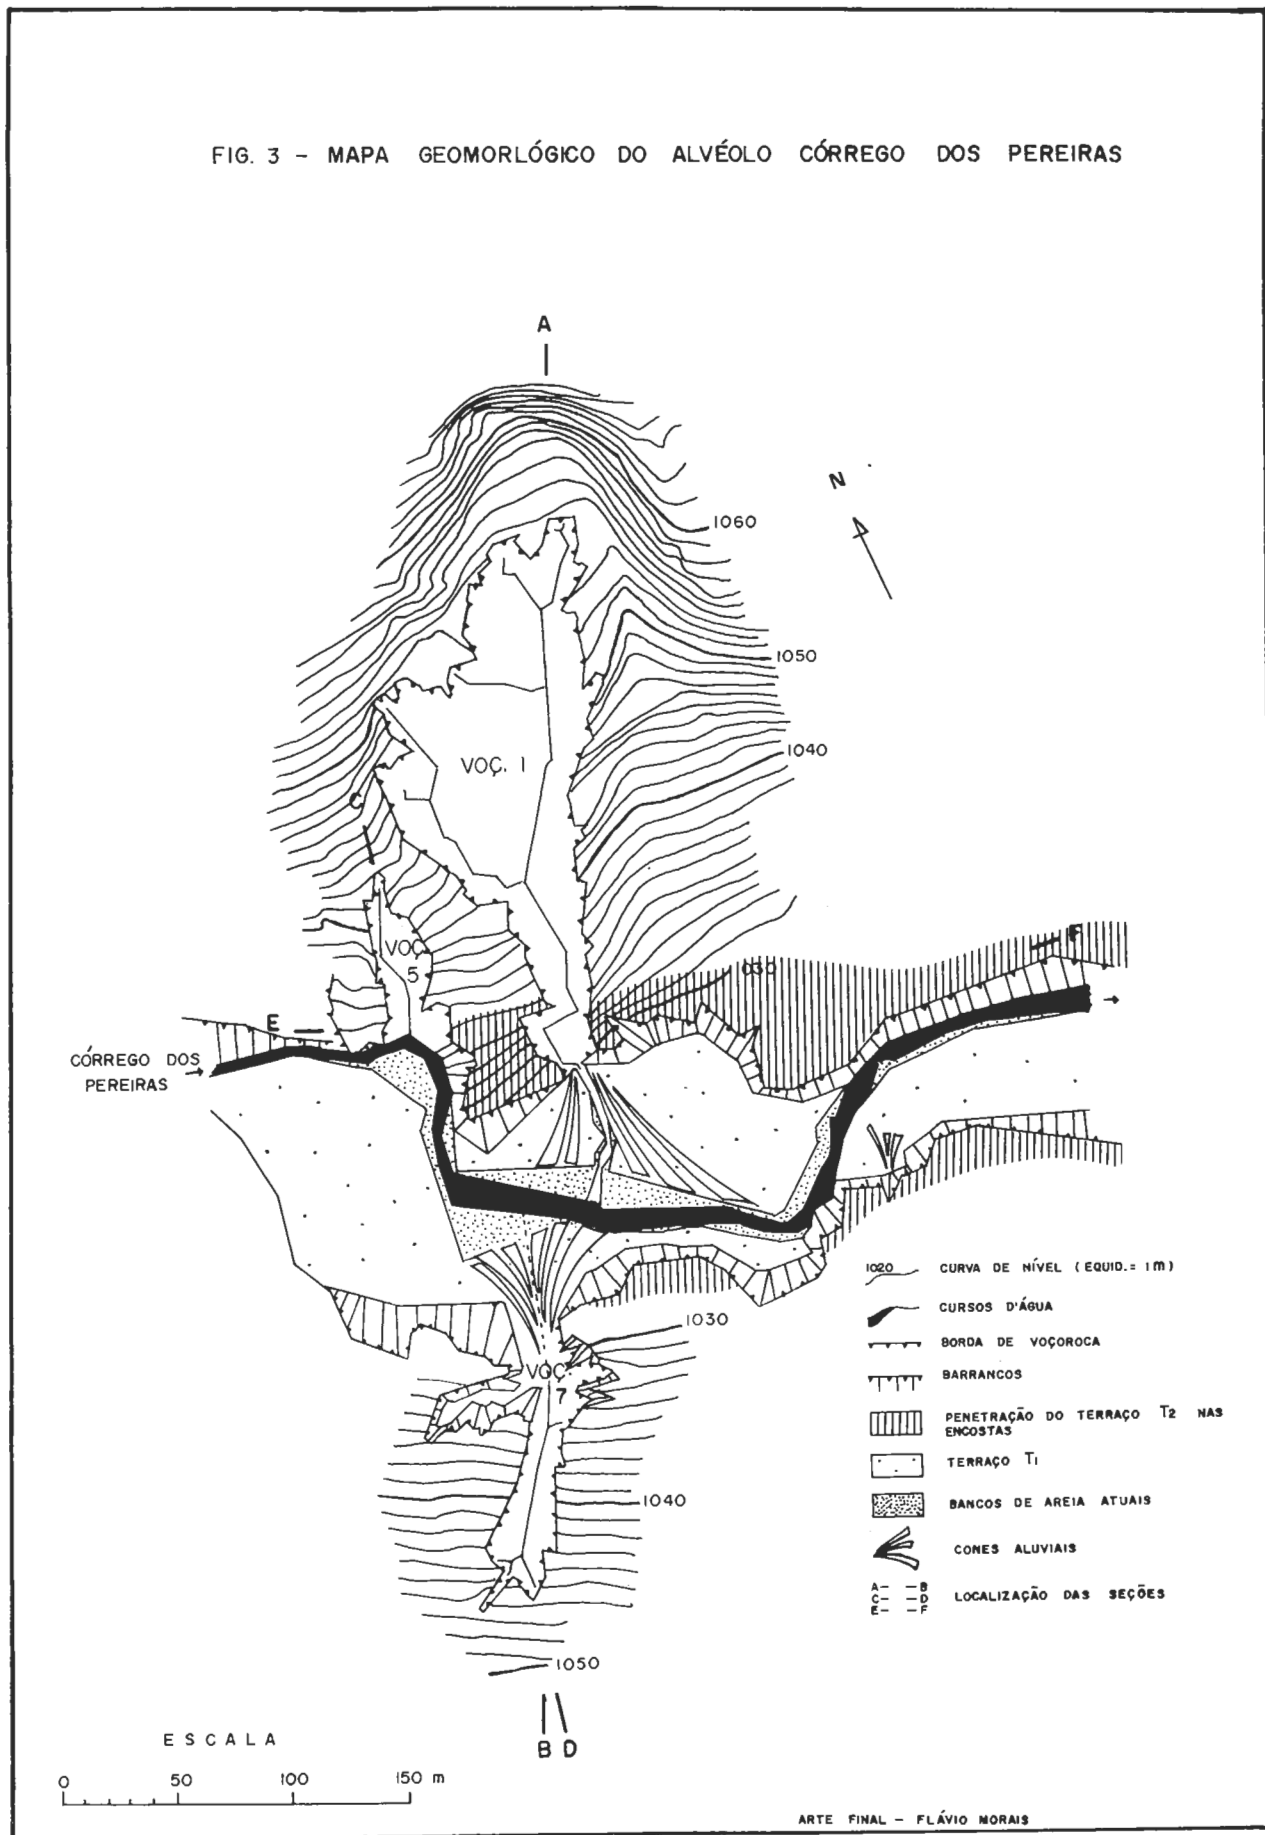 FIG. 3 - MAPA GEOMORLÓGICO DO ALVÉOLO CÓRREGO DOS PEREIRAS
A
N
1060
1050
1040
VOÇ. 1
C
VOÇ
5
F
1030
E
CÓRREGO DOS
PEREIRAS
1030
VOÇ.
7
1040
1050
B D
1020 CURVA DE NÍVEL (EQUID.= 1m)
CURSOS D'ÁGUA
BORDA DE VOÇOROCA
BARRANCOS
PENETRAÇÃO DO TERRAÇO T2 NAS
ENCOSTAS
TERRAÇO T1
BANCOS DE AREIA ATUAIS
CONES ALUVIAIS
A- -B
C- -D LOCALIZAÇÃO DAS SEÇÕES
E- -F
ESCALA
0 50 100 150 m
ARTE FINAL - FLÁVIO MORAIS